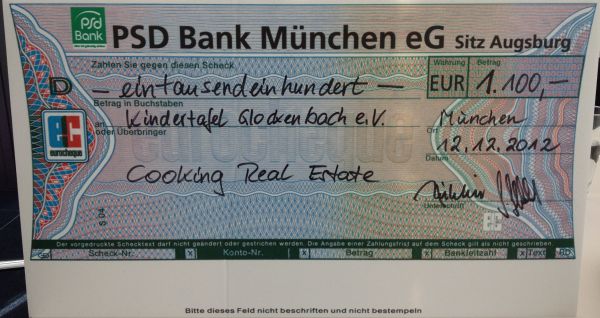 psd
Bank
PSD Bank München eG Sitz Augsburg
Zahlen Sie gegen diesen Scheck
Währung
Betrag
D
— eintausendeinhundert —
EUR
1.100,—
Betrag in Buchstaben
an Kindertafel Glockenbach e.V.
oder Überbringer
München
Ort
ec
eurocheque
12.12.2012
Datum
Cooking Real Estate
Unterschrift
EC
S 04
Der vorgedruckte Schecktext darf nicht geändert oder gestrichen werden. Die Angabe einer Zahlungsfrist auf dem Scheck gilt als nicht geschrieben.
Scheck-Nr. x Konto-Nr. x Betrag x Bankleitzahl x Text
Bitte dieses Feld nicht beschriften und nicht bestempeln